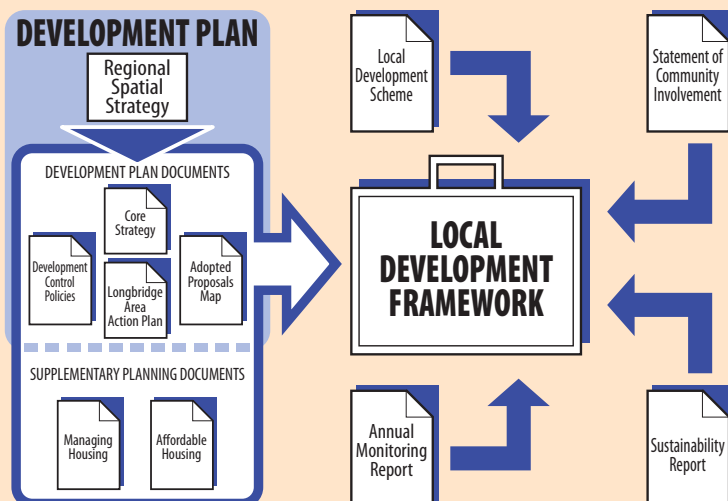 DEVELOPMENT PLAN
Regional
Spatial
Strategy
DEVELOPMENT PLAN DOCUMENTS
Core
Strategy
Development
Control
Policies
Longbridge
Area
Action Plan
Adopted
Proposals
Map
SUPPLEMENTARY PLANNING DOCUMENTS
Managing
Housing
Affordable
Housing
Local
Development
Scheme
Statement of
Community
Involvement
LOCAL
DEVELOPMENT
FRAMEWORK
Annual
Monitoring
Report
Sustainability
Report